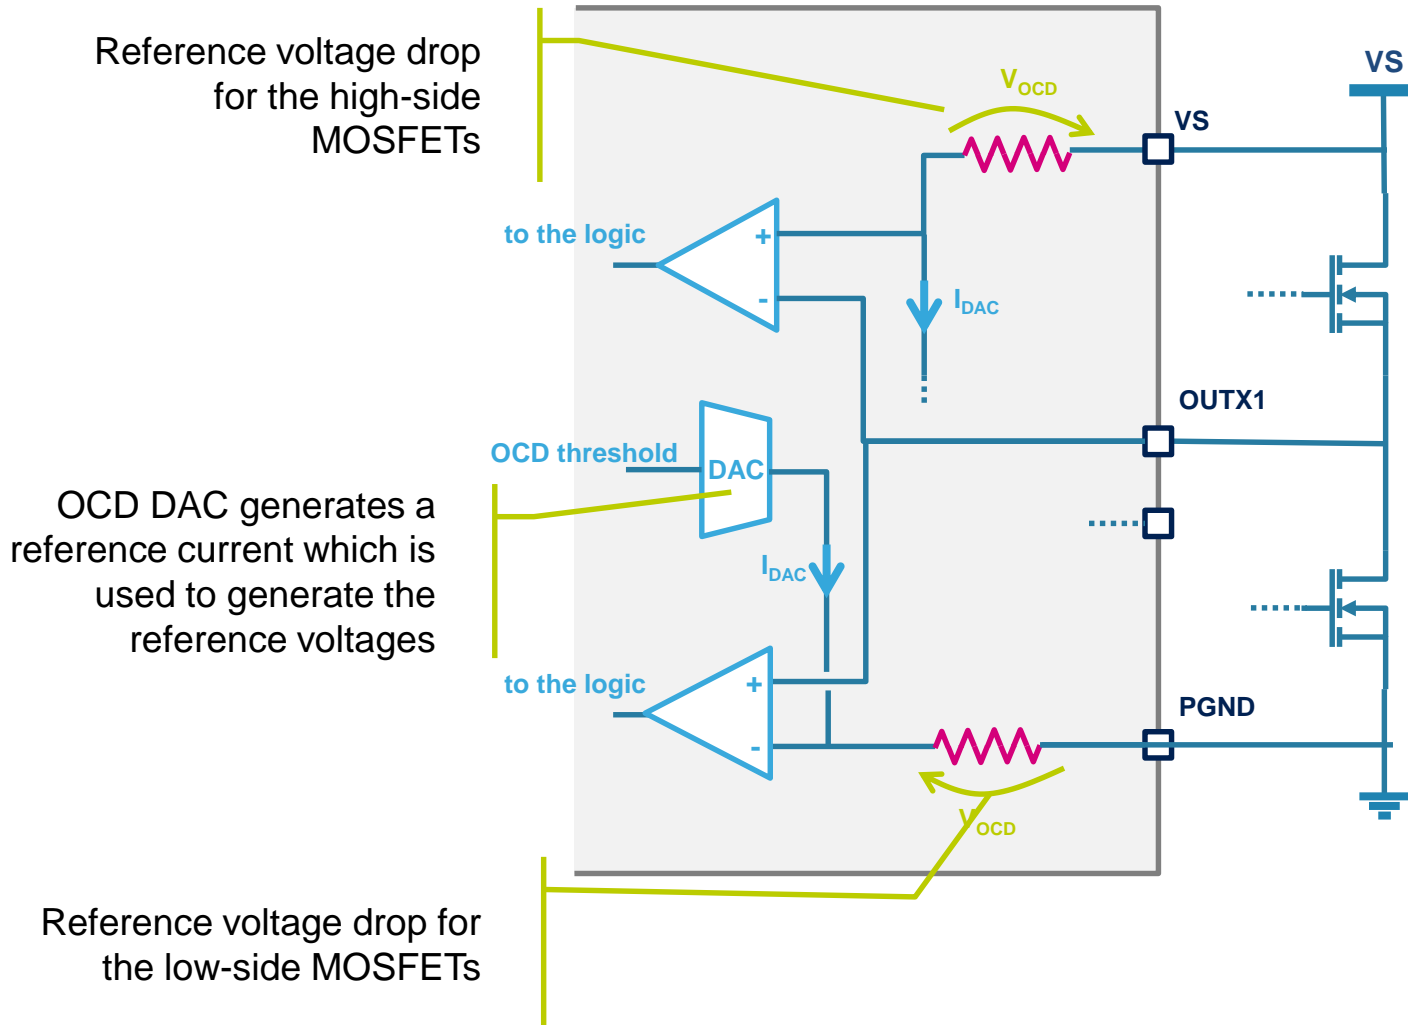 Reference voltage drop
for the high-side
MOSFETs
VOCD
VS
VS
to the logic
+
-
IDAC
OUTX1
OCD threshold
DAC
OCD DAC generates a
reference current which is
used to generate the
reference voltages
IDAC
to the logic
+
-
PGND
VOCD
Reference voltage drop for
the low-side MOSFETs